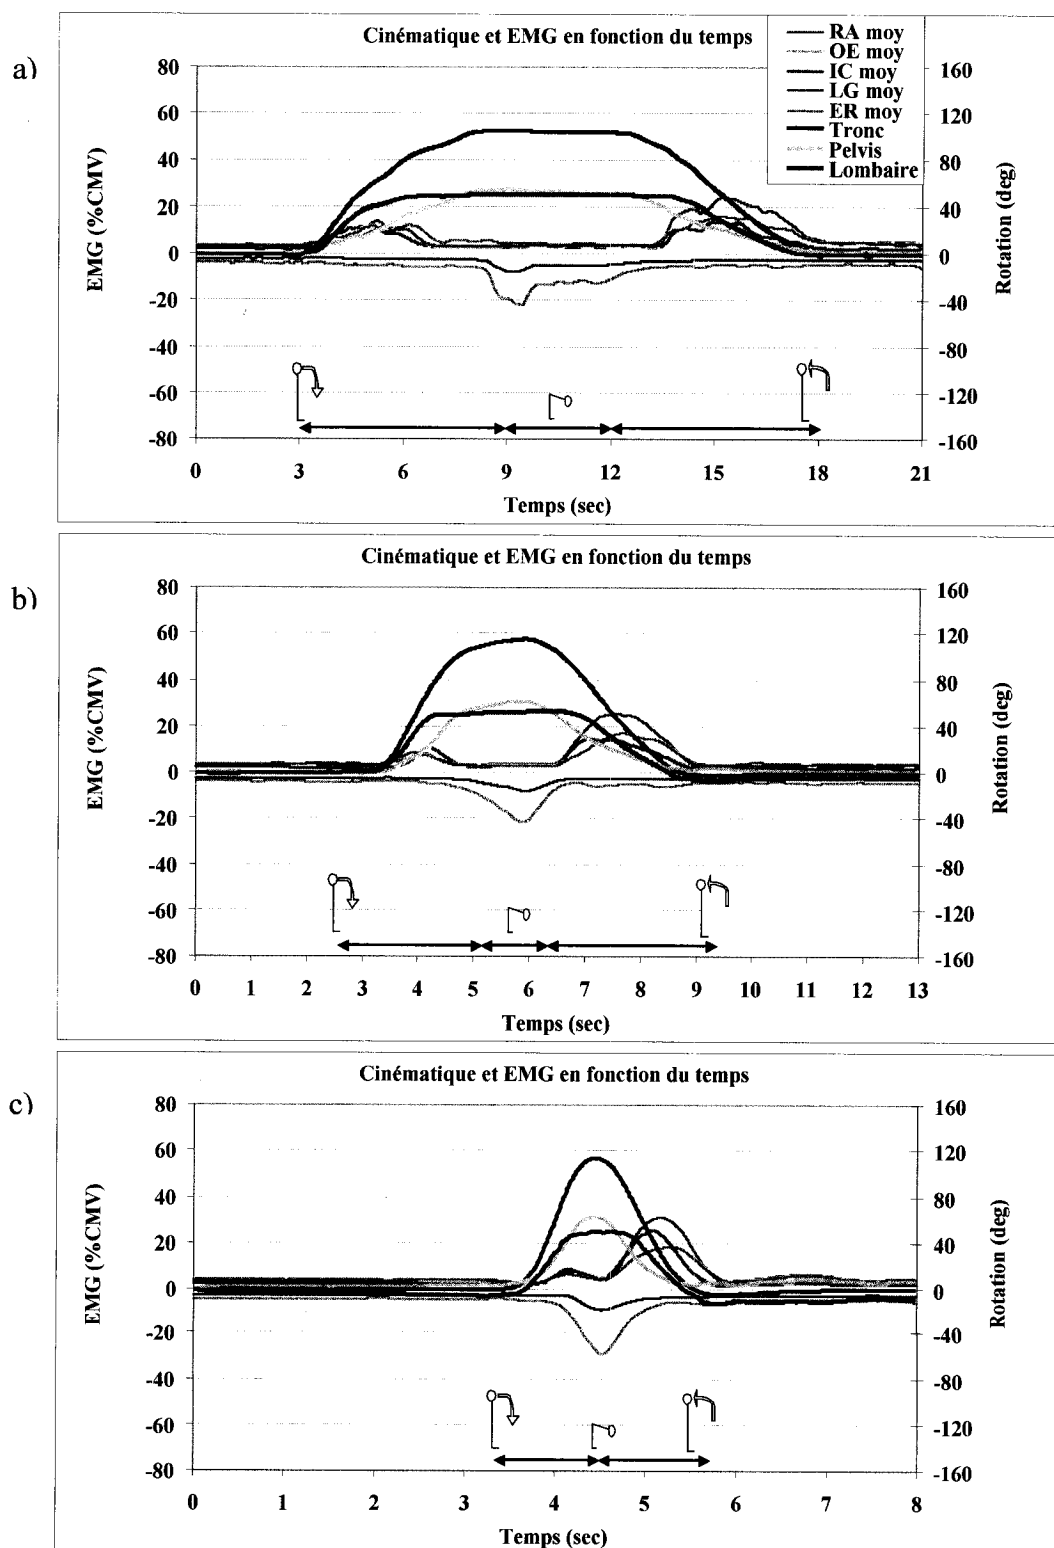 a)
Cinématique et EMG en fonction du temps
RA moy
OE moy
IC moy
LG moy
ER moy
Tronc
Pelvis
Lombaire
EMG (%CMV)
80
60
40
20
0
-20
-40
-60
-80
Rotation (deg)
160
120
80
40
0
-40
-80
-120
-160
0 3 6 9 12 15 18 21
Temps (sec)
b)
Cinématique et EMG en fonction du temps
EMG (%CMV)
80
60
40
20
0
-20
-40
-60
-80
Rotation (deg)
160
120
80
40
0
-40
-80
-120
-160
0 1 2 3 4 5 6 7 8 9 10 11 12 13
Temps (sec)
c)
Cinématique et EMG en fonction du temps
EMG (%CMV)
80
60
40
20
0
-20
-40
-60
-80
Rotation (deg)
160
120
80
40
0
-40
-80
-120
-160
0 1 2 3 4 5 6 7 8
Temps (sec)